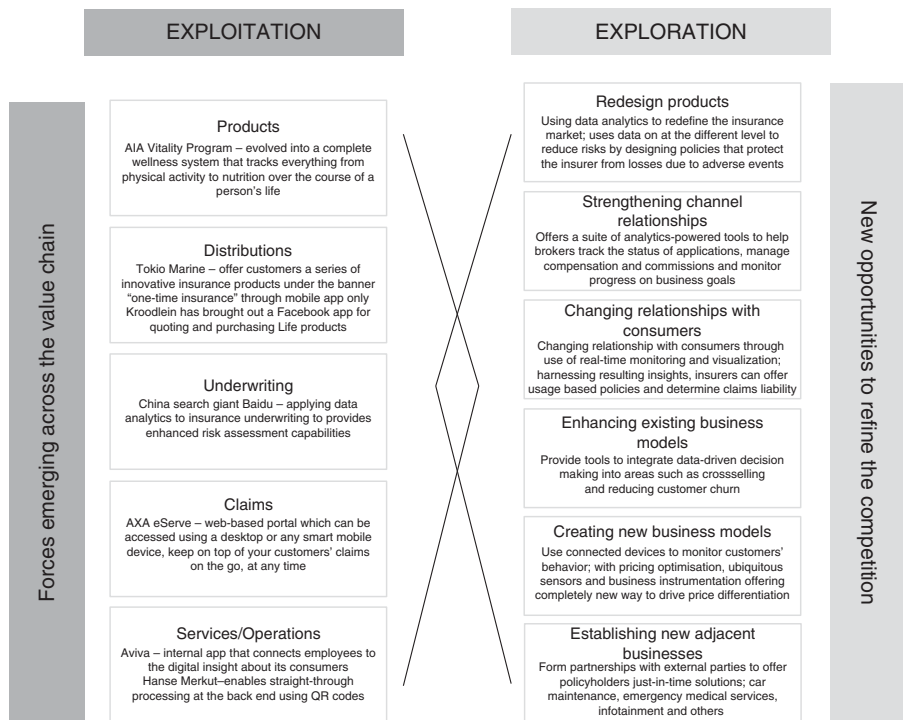 EXPLOITATION
EXPLORATION
Forces emerging across the value chain
Products
AIA Vitality Program – evolved into a complete
wellness system that tracks everything from
physical activity to nutrition over the course of a
person's life
Distributions
Tokio Marine – offer customers a series of
innovative insurance products under the banner
"one-time insurance" through mobile app only
Kroodlein has brought out a Facebook app for
quoting and purchasing Life products
Underwriting
China search giant Baidu – applying data
analytics to insurance underwriting to provides
enhanced risk assessment capabilities
Claims
AXA eServe – web-based portal which can be
accessed using a desktop or any smart mobile
device, keep on top of your customers' claims
on the go, at any time
Services/Operations
Aviva – internal app that connects employees to
the digital insight about its consumers
Hanse Merkut–enables straight-through
processing at the back end using QR codes
Redesign products
Using data analytics to redefine the insurance
market; uses data on at the different level to
reduce risks by designing policies that protect
the insurer from losses due to adverse events
Strengthening channel
relationships
Offers a suite of analytics-powered tools to help
brokers track the status of applications, manage
compensation and commissions and monitor
progress on business goals
Changing relationships with
consumers
Changing relationship with consumers through
use of real-time monitoring and visualization;
harnessing resulting insights, insurers can offer
usage based policies and determine claims liability
Enhancing existing business
models
Provide tools to integrate data-driven decision
making into areas such as crossselling
and reducing customer churn
Creating new business models
Use connected devices to monitor customers'
behavior; with pricing optimisation, ubiquitous
sensors and business instrumentation offering
completely new way to drive price differentiation
Establishing new adjacent
businesses
Form partnerships with external parties to offer
policyholders just-in-time solutions; car
maintenance, emergency medical services,
infotainment and others
New opportunities to refine the competition